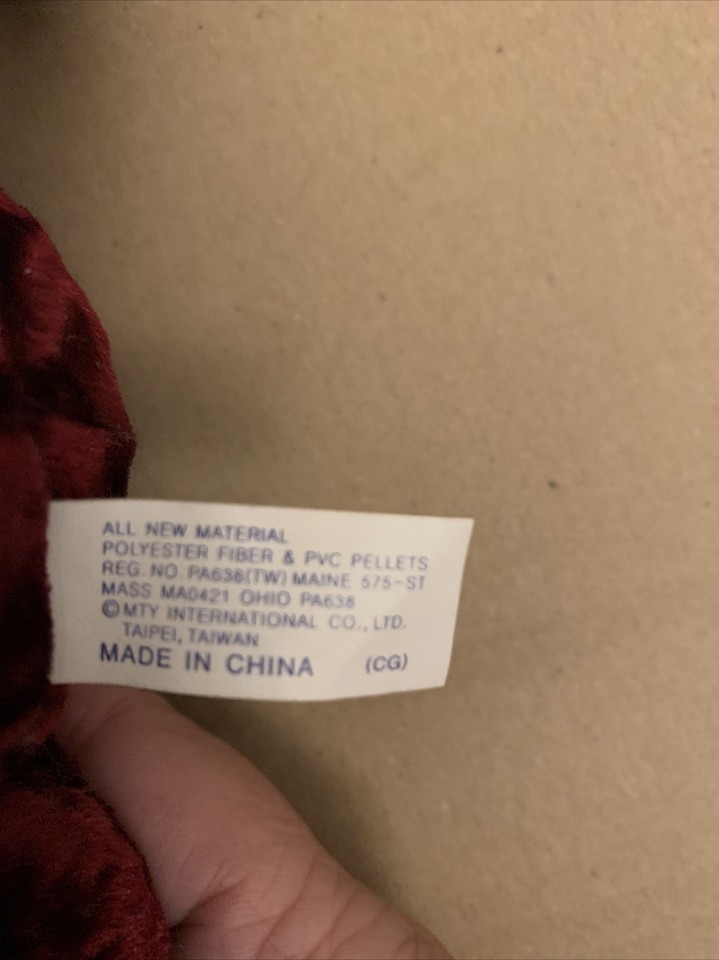 ALL NEW MATERIAL
POLYESTER FIBER & PVC PELLETS
REG. NO. PA638(TW) MAINE 575-ST
MASS MA0421 OHIO PA638
©MTY INTERNATIONAL CO., LTD.
TAIPEI, TAIWAN
MADE IN CHINA (CG)